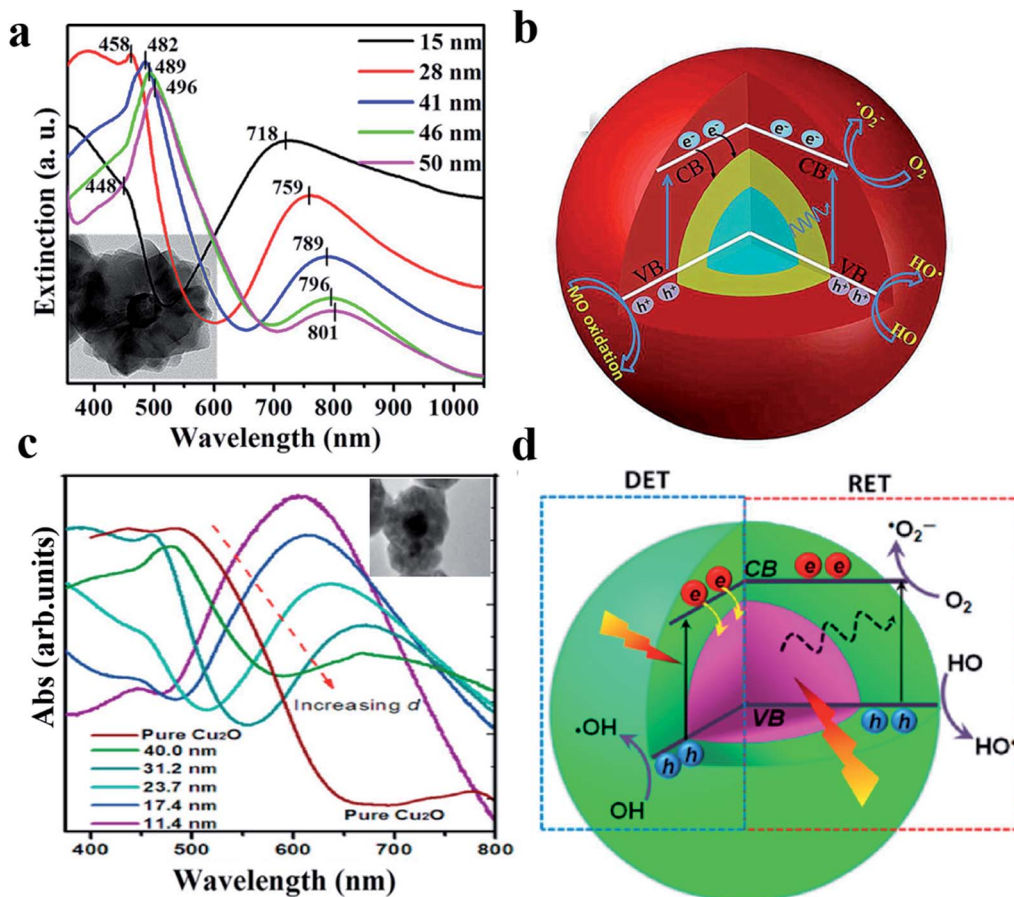 a
458
482
489
496
448
718
759
789
796
801
15 nm
28 nm
41 nm
46 nm
50 nm
Extinction (a. u.)
400 500 600 700 800 900 1000
Wavelength (nm)
b
e⁻ e⁻
e⁻ e⁻
CB
CB
·O₂⁻
O₂
VB
VB
h⁺ h⁺
h⁺ h⁺
HO·
HO
MO oxidation
c
Abs (arb.units)
Increasing d
Pure Cu₂O
40.0 nm
31.2 nm
23.7 nm
17.4 nm
11.4 nm
Pure Cu₂O
400 500 600 700 800
Wavelength (nm)
d
DET
RET
·O₂⁻
CB
e e
e e
O₂
HO
VB
h h
h h
·OH
OH
HO·